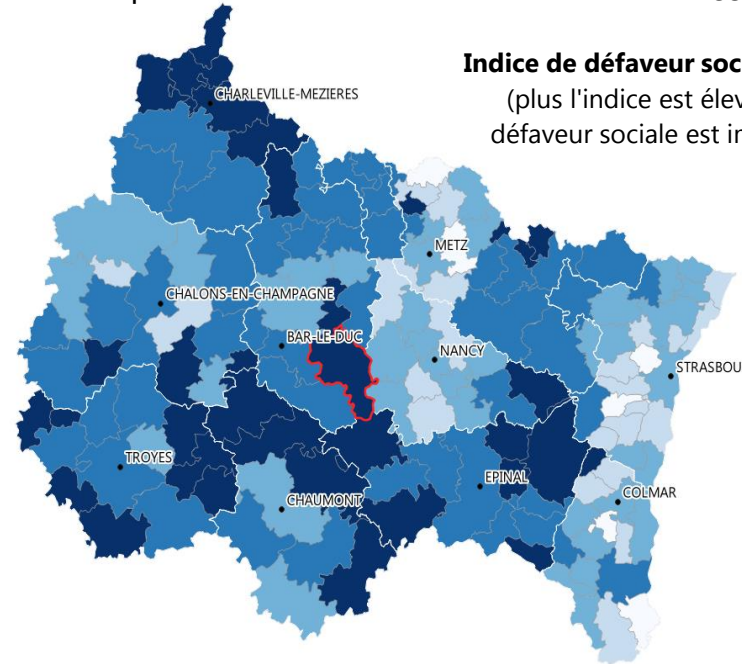 Indice de défaveur soc
(plus l'indice est élev
défaveur sociale est in
CHARLEVILLE-MEZIERES
METZ
CHALONS-EN-CHAMPAGNE
BAR-LE-DUC
NANCY
STRASBOU
TROYES
EPINAL
CHAUMONT
COLMAR